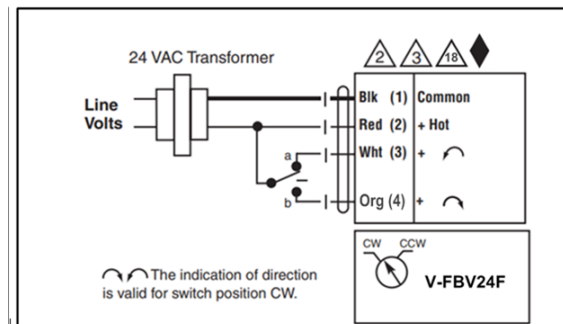 24 VAC Transformer
2 3 18
Line
Volts
Blk (1) Common
Red (2) + Hot
a
Wht (3) +
b
Org (4) +
CW CCW
V-FBV24F
The indication of direction
is valid for switch position CW.